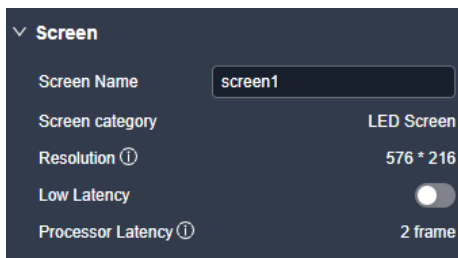 Screen
Screen Name screen1
Screen category LED Screen
Resolution ⓘ 576 * 216
Low Latency
Processor Latency ⓘ 2 frame